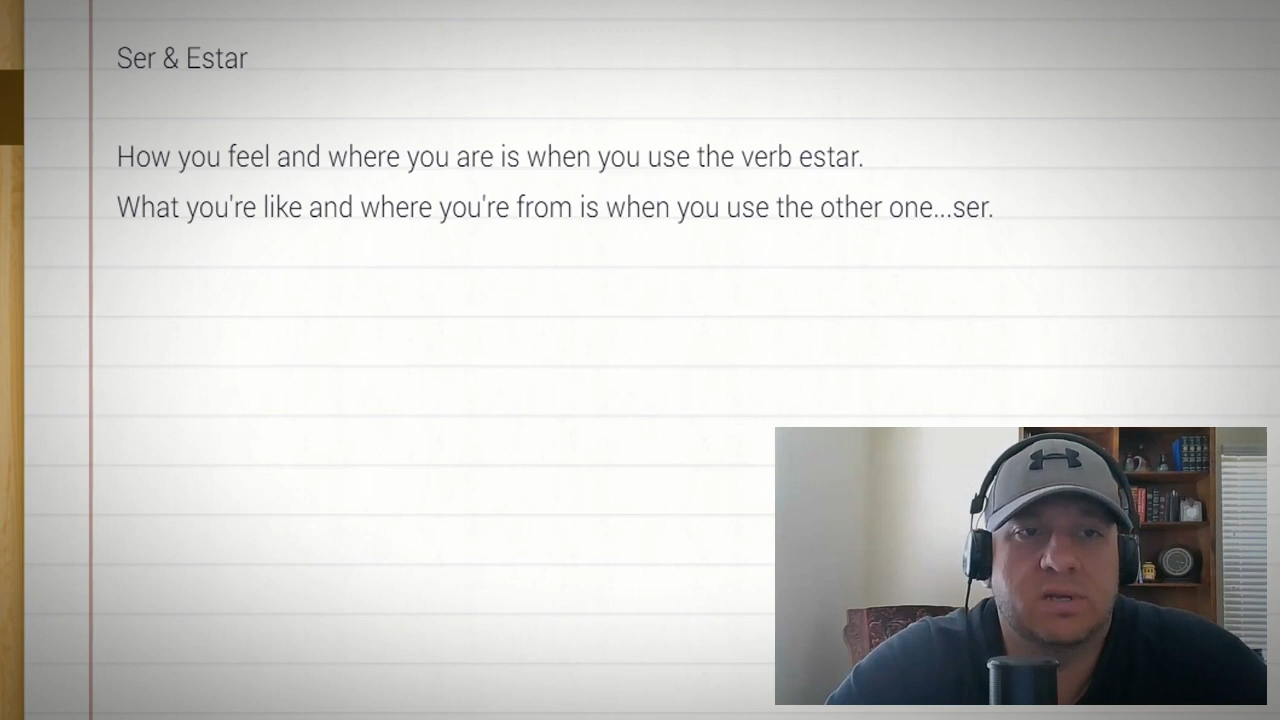 Ser & Estar
How you feel and where you are is when you use the verb estar.
What you're like and where you're from is when you use the other one...ser.